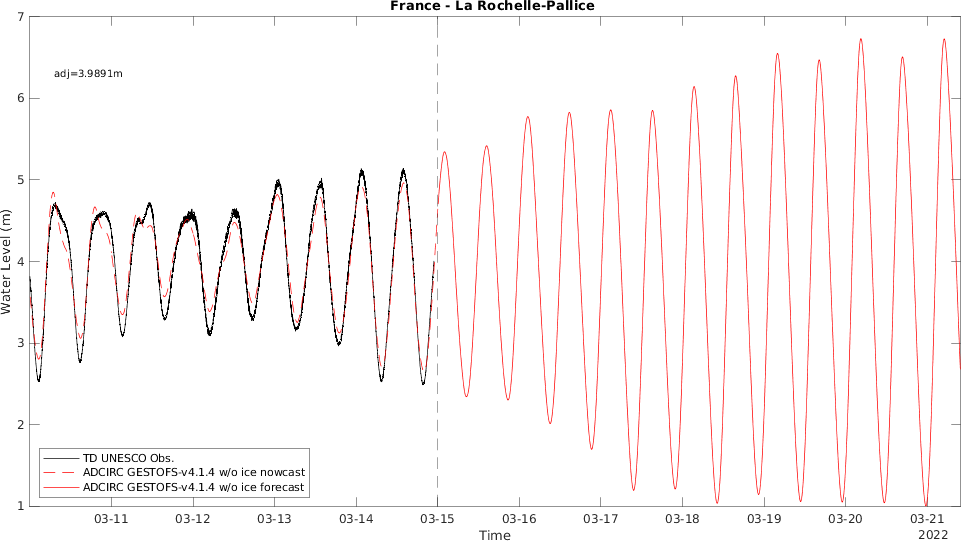 France - La Rochelle-Pallice
7
adj=3.9891m
6
5
4
3
2
1
Water Level (m)
TD UNESCO Obs.
ADCIRC GESTOFS-v4.1.4 w/o ice nowcast
ADCIRC GESTOFS-v4.1.4 w/o ice forecast
03-11 03-12 03-13 03-14 03-15 03-16 03-17 03-18 03-19 03-20 03-21
Time
2022